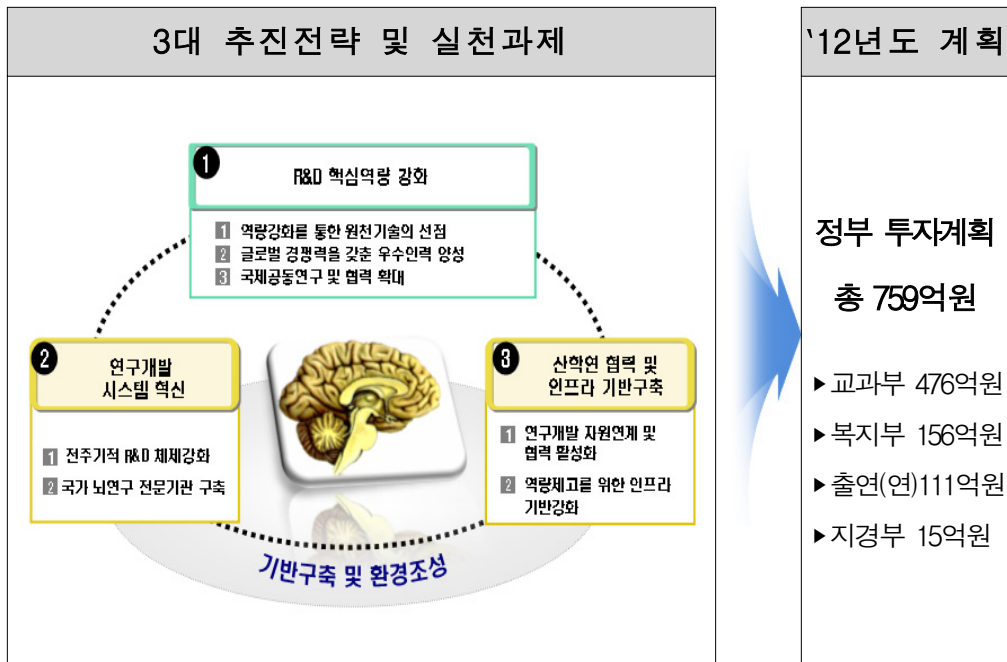 3대 추진전략 및 실천과제
1
R&D 핵심역량 강화
1 역량강화를 통한 원천기술의 선점
2 글로벌 경쟁력을 갖춘 우수인력 양성
3 국제공동연구 및 협력 확대
2
연구개발
시스템 혁신
1 전주기적 R&D 체제강화
2 국가 뇌연구 전문기관 구축
3
산학연 협력 및
인프라 기반구축
1 연구개발 자원연계 및
협력 활성화
2 역량제고를 위한 인프라
기반강화
기반구축 및 환경조성
'12년도 계획
정부 투자계획
총 759억원
▶교과부 476억원
▶복지부 156억원
▶출연(연)111억원
▶지경부 15억원